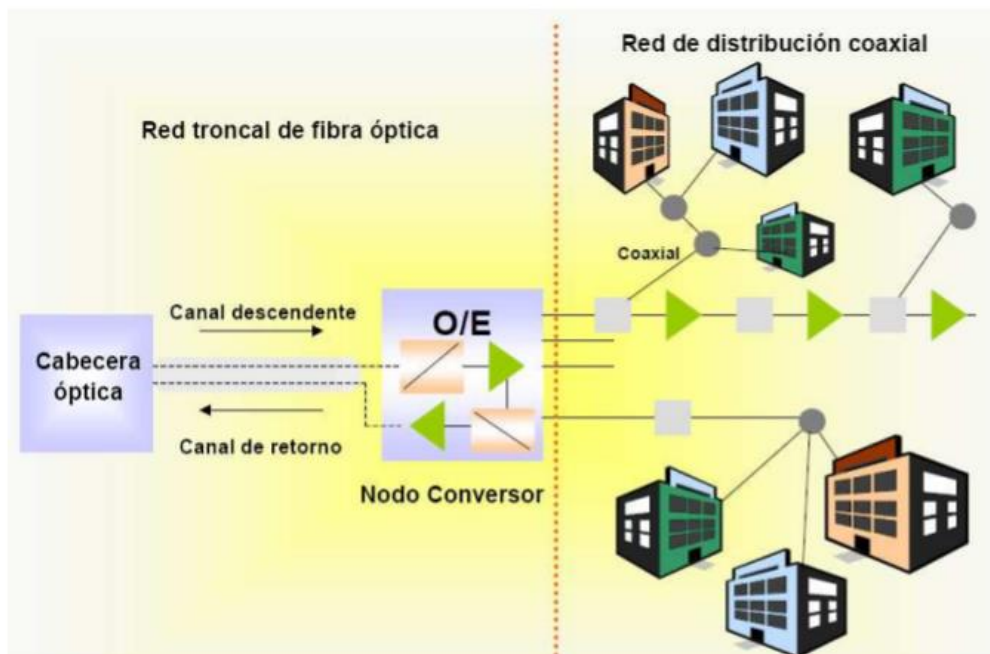 Red de distribución coaxial
Red troncal de fibra óptica
Coaxial
Canal descendente
O/E
Cabecera
óptica
Canal de retorno
Nodo Conversor